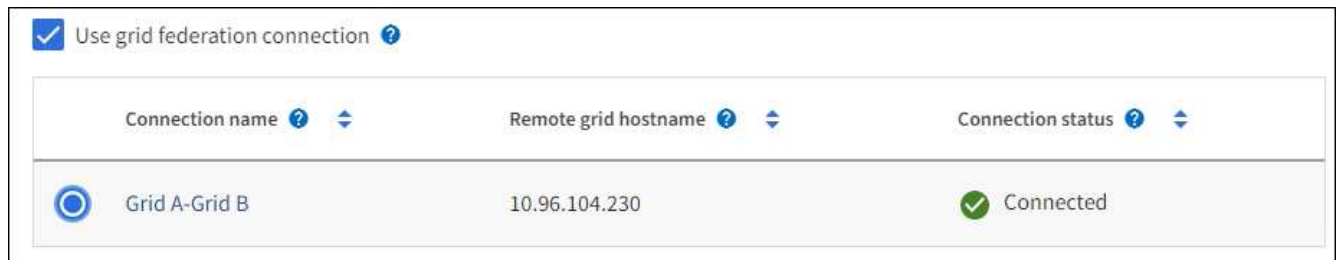 Use grid federation connection
Connection name Remote grid hostname Connection status
Grid A-Grid B 10.96.104.230 Connected